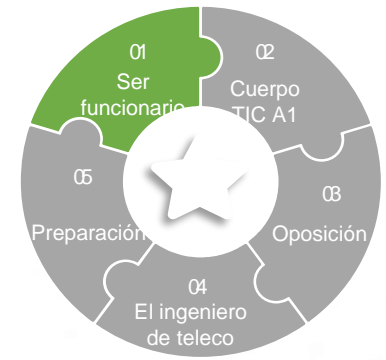 01
Ser
funcionario
02
Cuerpo
TIC A1
03
Oposición
04
El ingeniero
de teleco
05
Preparación